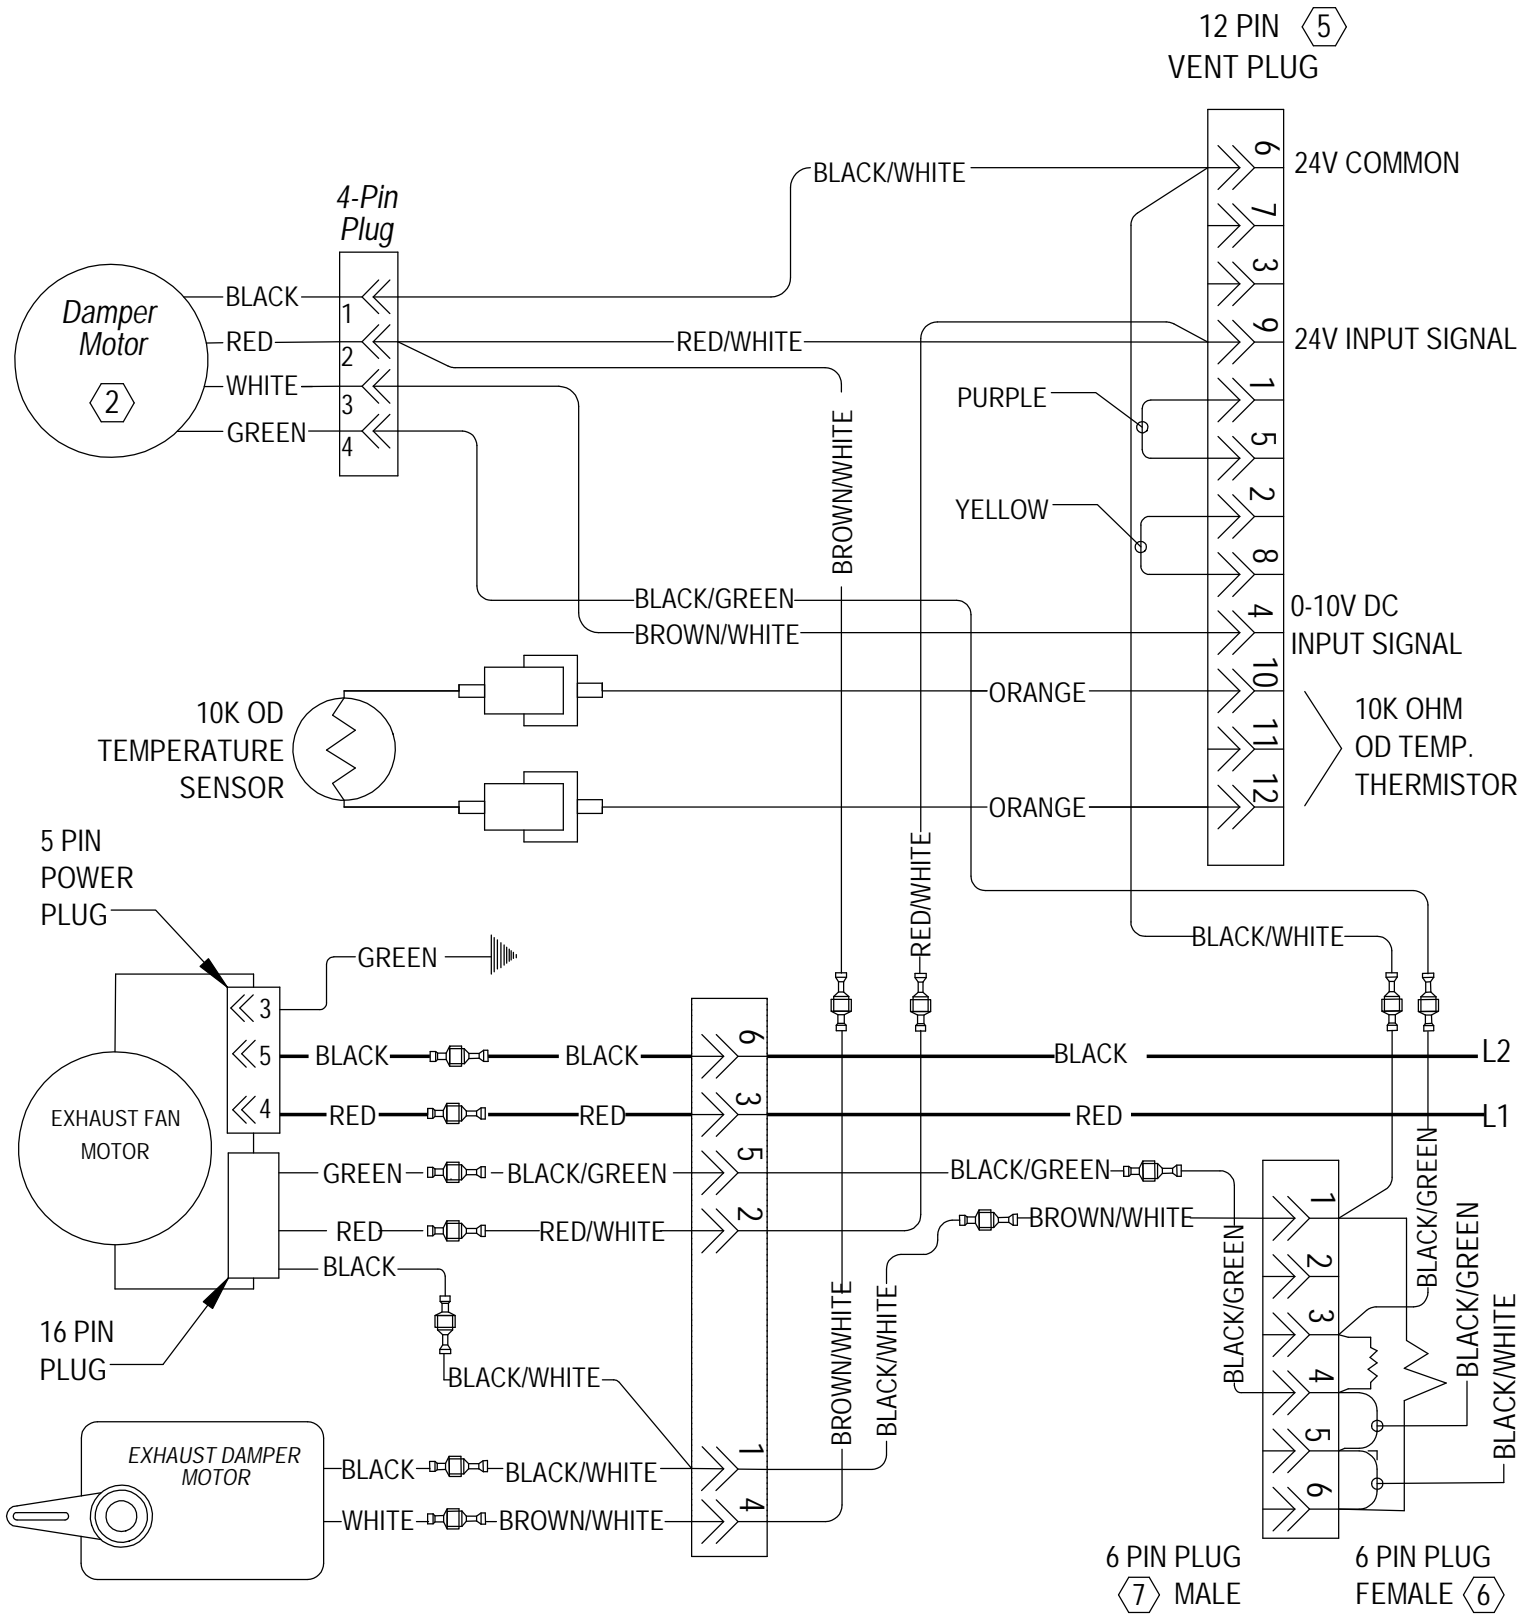 12 PIN 5
VENT PLUG
6 24V COMMON
7
3
9 24V INPUT SIGNAL
1
5
2
8
4 0-10V DC
INPUT SIGNAL
10
11
12
10K OHM
OD TEMP.
THERMISTOR
BLACK/WHITE
4-Pin
Plug
Damper
Motor
2
BLACK
1
RED
2
WHITE
3
GREEN
4
RED/WHITE
PURPLE
YELLOW
BROWN/WHITE
BLACK/GREEN
BROWN/WHITE
10K OD
TEMPERATURE
SENSOR
ORANGE
ORANGE
RED/WHITE
BLACK/WHITE
5 PIN
POWER
PLUG
GREEN
3
5
4
EXHAUST FAN
MOTOR
BLACK
BLACK
6
BLACK
L2
RED
RED
3
RED
L1
GREEN
BLACK/GREEN
5
BLACK/GREEN
RED
RED/WHITE
2
BROWN/WHITE
BLACK
16 PIN
PLUG
BLACK/WHITE
BROWN/WHITE
BLACK/WHITE
BLACK/GREEN
BLACK/GREEN
BLACK/GREEN
BLACK/WHITE
1
2
3
4
5
6
EXHAUST DAMPER
MOTOR
BLACK
BLACK/WHITE
1
WHITE
BROWN/WHITE
4
6 PIN PLUG
7 MALE
6 PIN PLUG
FEMALE 6